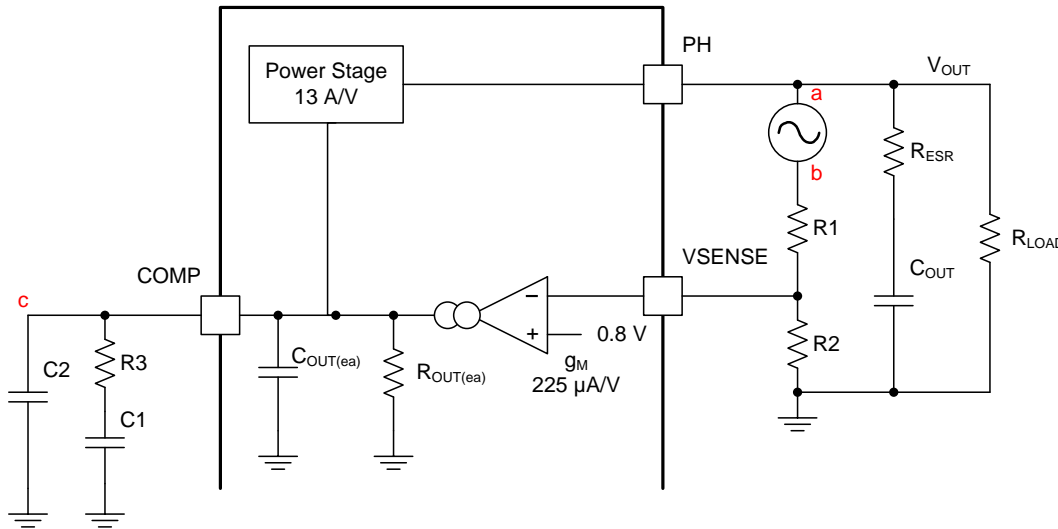 PH
Power Stage
13 A/V
VOUT
a
b
RESR
R1
RLOAD
VSENSE
COMP
COUT
c
0.8 V
R2
C2
R3
COUT(ea)
ROUT(ea)
gM
225 µA/V
C1